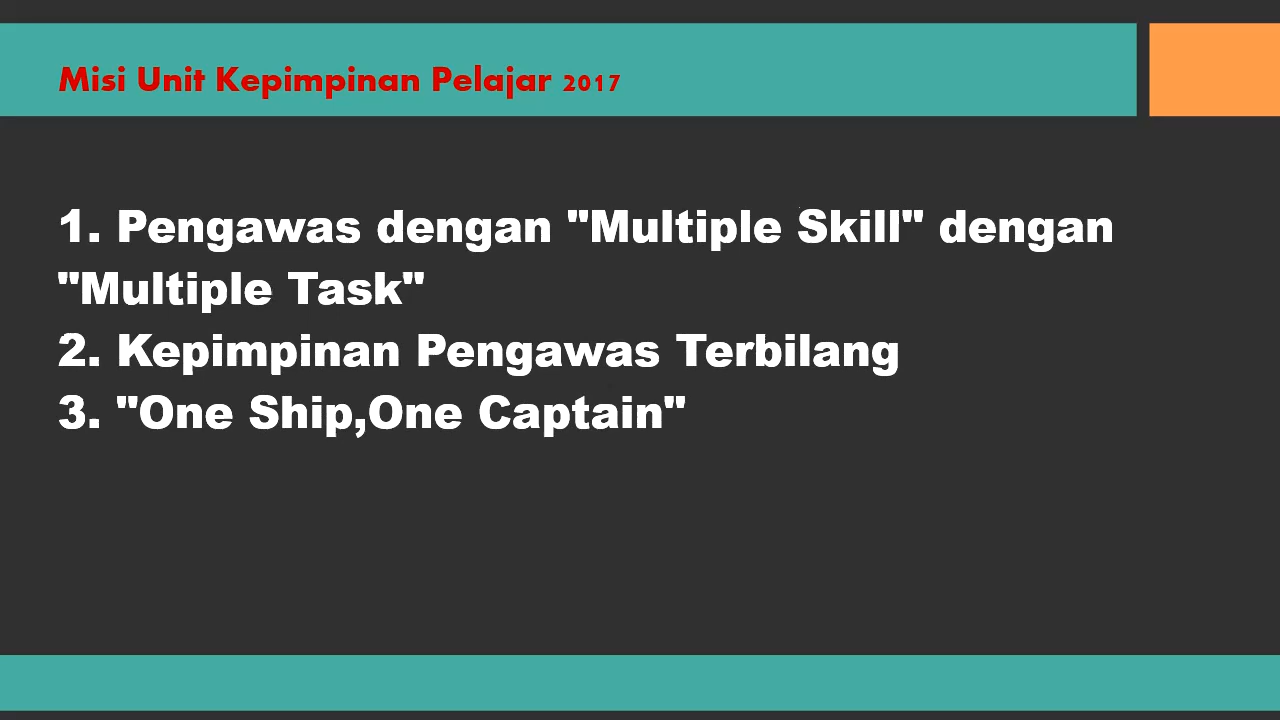 Misi Unit Kepimpinan Pelajar 2017
1. Pengawas dengan "Multiple Skill" dengan
"Multiple Task"
2. Kepimpinan Pengawas Terbilang
3. "One Ship,One Captain"